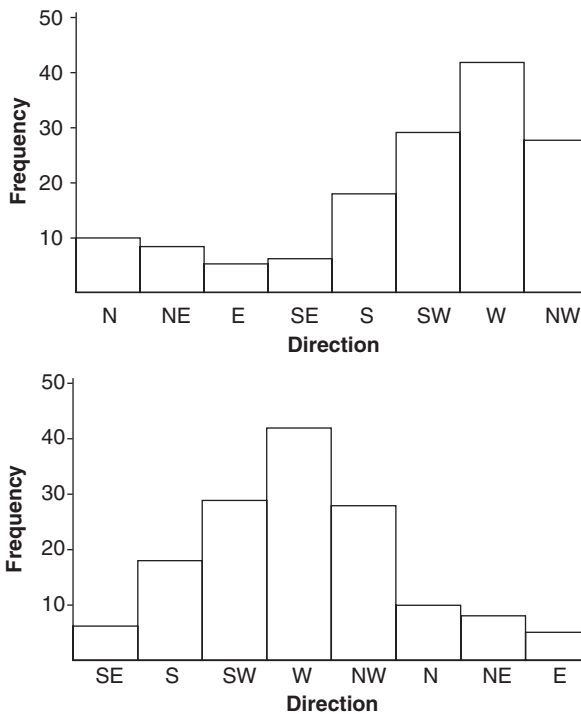 50
40
30
20
10
Frequency
N NE E SE S SW W NW
Direction
50
40
30
20
10
Frequency
SE S SW W NW N NE E
Direction